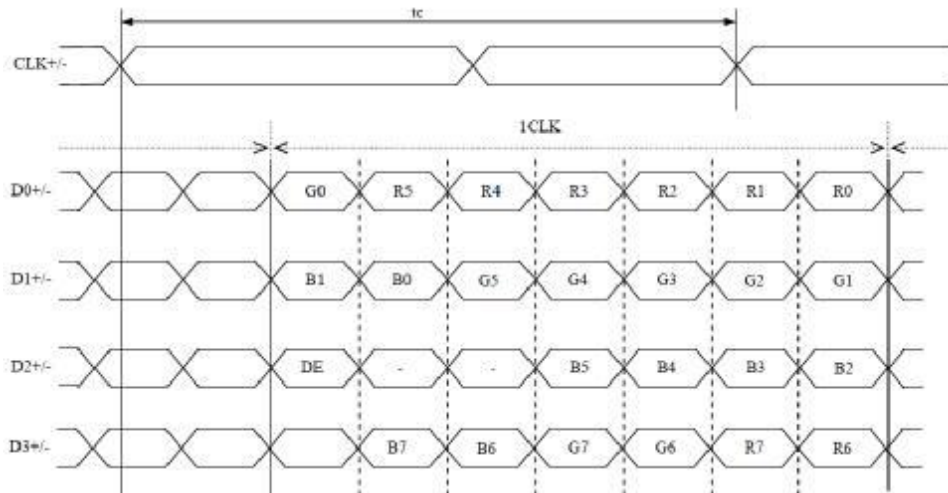 tc
CLK+/-
1CLK
D0+/- G0 R5 R4 R3 R2 R1 R0
D1+/- B1 B0 G5 G4 G3 G2 G1
D2+/- DE - - B5 B4 B3 B2
D3+/- B7 B6 G7 G6 R7 R6